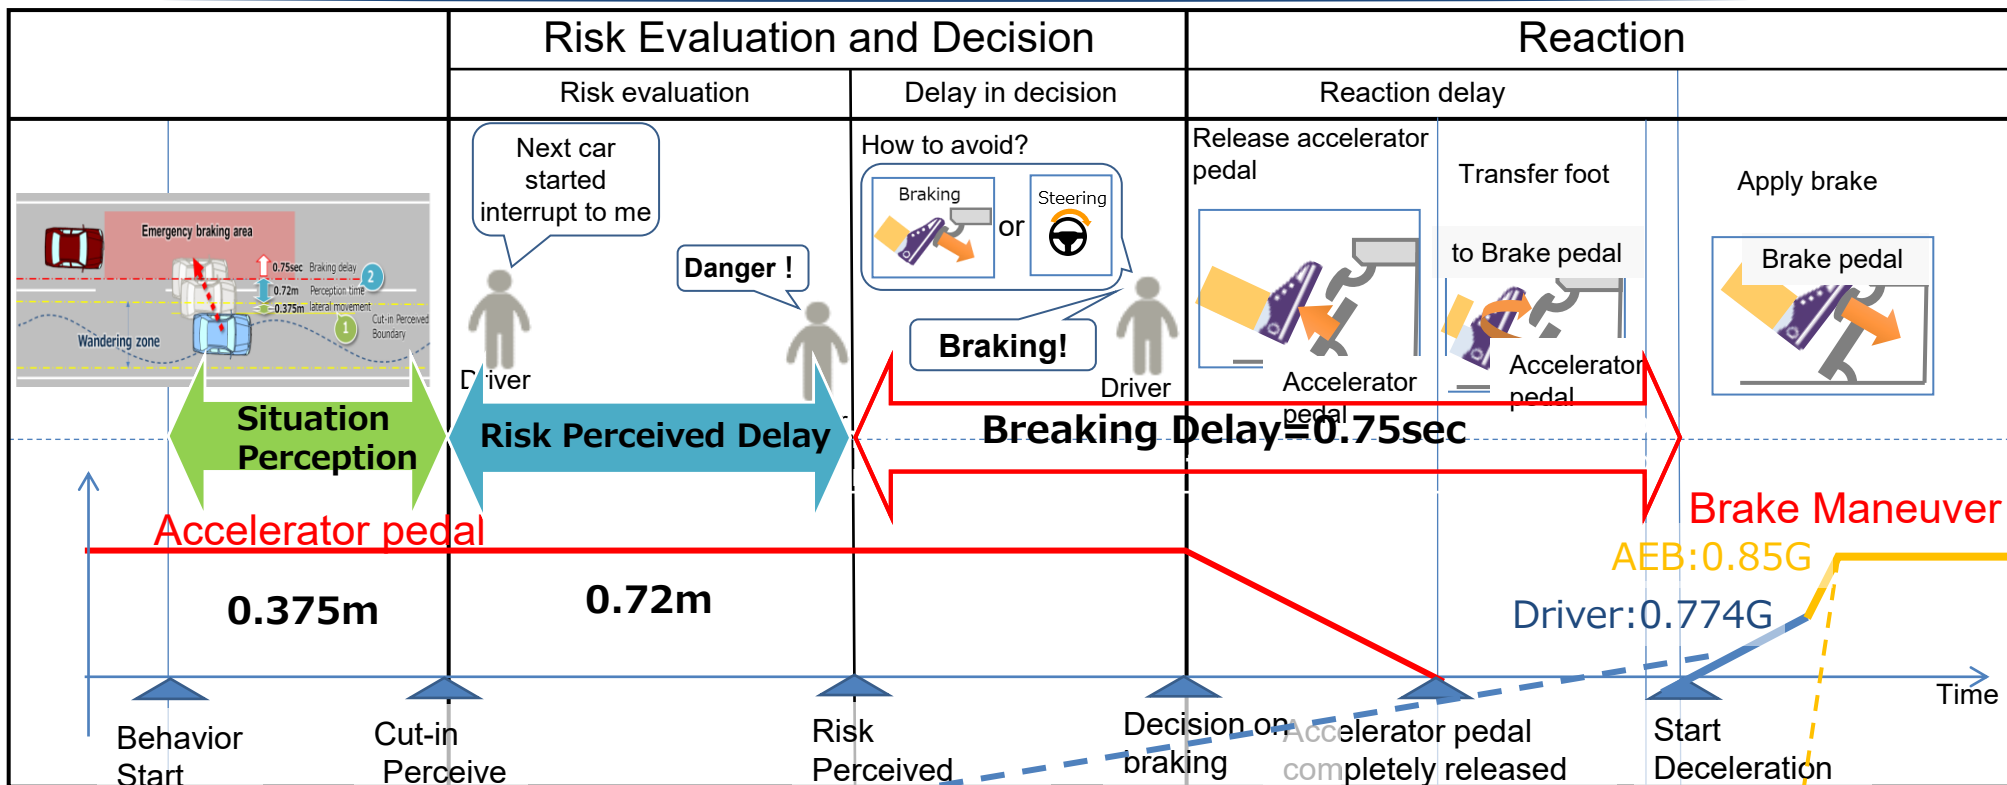 Risk Evaluation and Decision
Reaction
Risk evaluation
Delay in decision
Reaction delay
Emergency braking area
0.75sec Braking delay
2
0.72m Perception time
0.375m lateral movement
1
Cut-in Perceived
Boundary
Wandering zone
Next car
started
interrupt to me
Danger !
Driver
How to avoid?
Braking
or
Steering
Braking!
Driver
Release accelerator
pedal
Accelerator
pedal
Transfer foot
to Brake pedal
Accelerator
pedal
Apply brake
Brake pedal
Situation
Perception
Risk Perceived Delay
Breaking Delay=0.75sec
Accelerator pedal
Brake Maneuver
AEB:0.85G
Driver:0.774G
0.375m
0.72m
Time
Behavior
Start
Cut-in
Perceive
Risk
Perceived
Decision on
braking
Accelerator pedal
completely released
Start
Deceleration